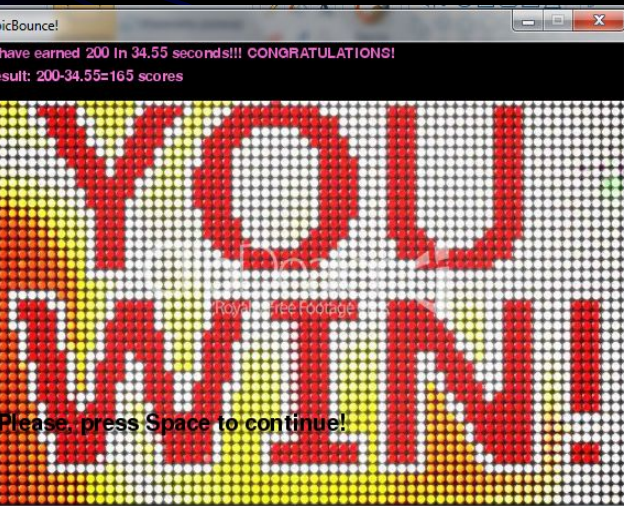 picBounce!
have earned 200 In 34.55 seconds!!! CONGRATULATIONS!
esult: 200-34.55=165 scores
YOU
WIN!
Royalty-Free Footage
Please, press Space to continue!